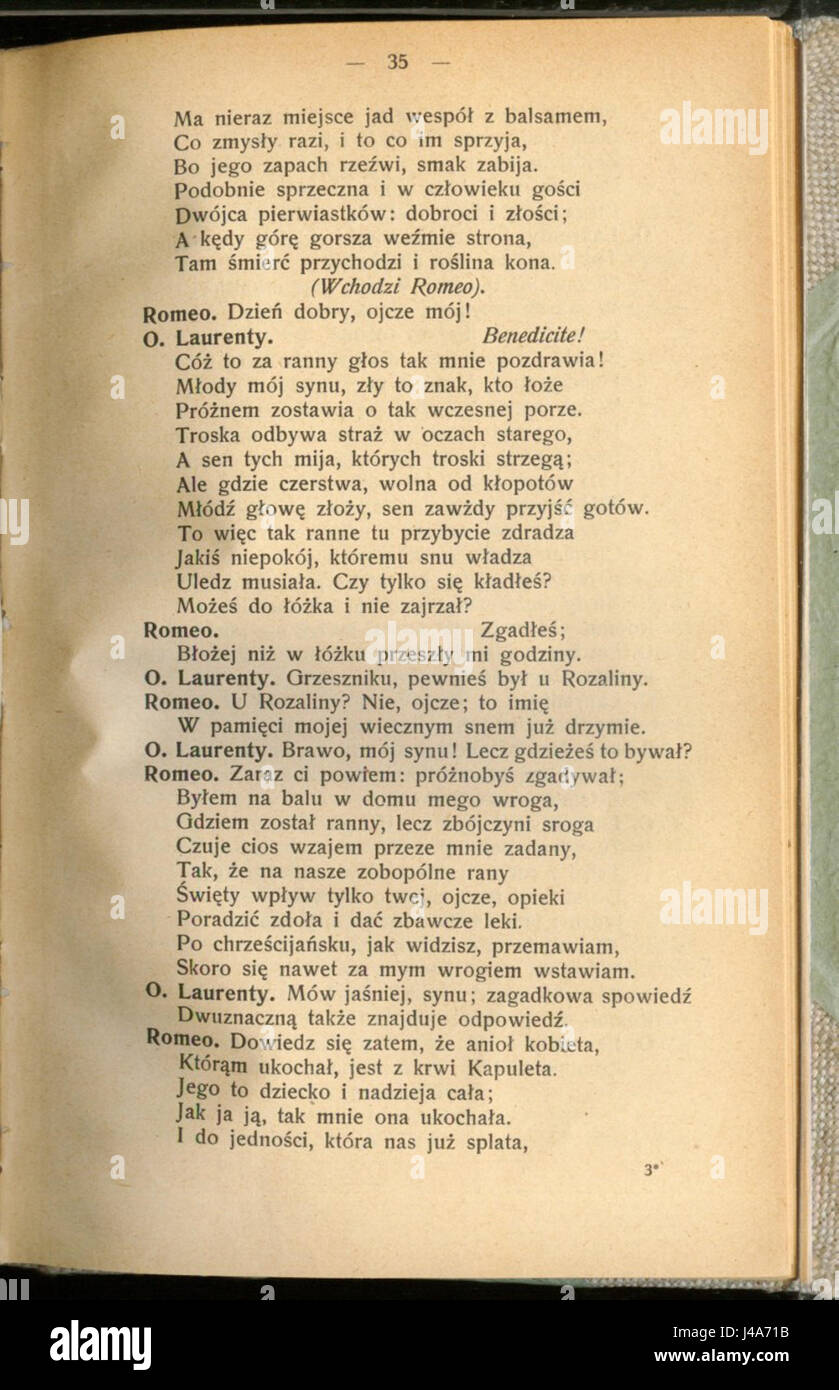 — 35 —
Ma nieraz miejsce jad wespół z balsamem,
Co zmysły razi, i to co im sprzyja,
Bo jego zapach rzeźwi, smak zabija.
Podobnie sprzeczna i w człowieku gości
Dwójca pierwiastków: dobroci i złości;
A kędy górę gorsza weźmie strona,
Tam śmierć przychodzi i roślina kona.
(Wchodzi Romeo).
Romeo. Dzień dobry, ojcze mój!
O. Laurenty. Benedicite!
Cóż to za ranny głos tak mnie pozdrawia!
Młody mój synu, zły to znak, kto łoże
Próżnem zostawia o tak wczesnej porze.
Troska odbywa straż w oczach starego,
A sen tych mija, których troski strzegą;
Ale gdzie czerstwa, wolna od kłopotów
Młódź głowę złoży, sen zawżdy przyjść gotów.
To więc tak ranne tu przybycie zdradza
Jakiś niepokój, któremu snu władza
Uledz musiała. Czy tylko się kładłeś?
Możeś do łóżka i nie zajrzał?
Romeo. Zgadłeś;
Błożej niż w łóżku przeszły mi godziny.
O. Laurenty. Grzeszniku, pewnieś był u Rozaliny.
Romeo. U Rozaliny? Nie, ojcze; to imię
W pamięci mojej wiecznym snem już drzymie.
O. Laurenty. Brawo, mój synu! Lecz gdzieżeś to bywał?
Romeo. Zaraz ci powiem: próżnobyś zgadywał;
Byłem na balu w domu mego wroga,
Gdziem został ranny, lecz zbójczyni sroga
Czuje cios wzajem przeze mnie zadany,
Tak, że na nasze zobopólne rany
Święty wpływ tylko twej, ojcze, opieki
Poradzić zdoła i dać zbawcze leki.
Po chrześcijańsku, jak widzisz, przemawiam,
Skoro się nawet za mym wrogiem wstawiam.
O. Laurenty. Mów jaśniej, synu; zagadkowa spowiedź
Dwuznaczną także znajduje odpowiedź.
Romeo. Dowiedz się zatem, że anioł kobieta,
Którąm ukochał, jest z krwi Kapuleta.
Jego to dziecko i nadzieja cała;
Jak ja ją, tak mnie ona ukochała.
I do jedności, która nas już splata,
3*
alamy
Image ID: J4A71B
www.alamy.com